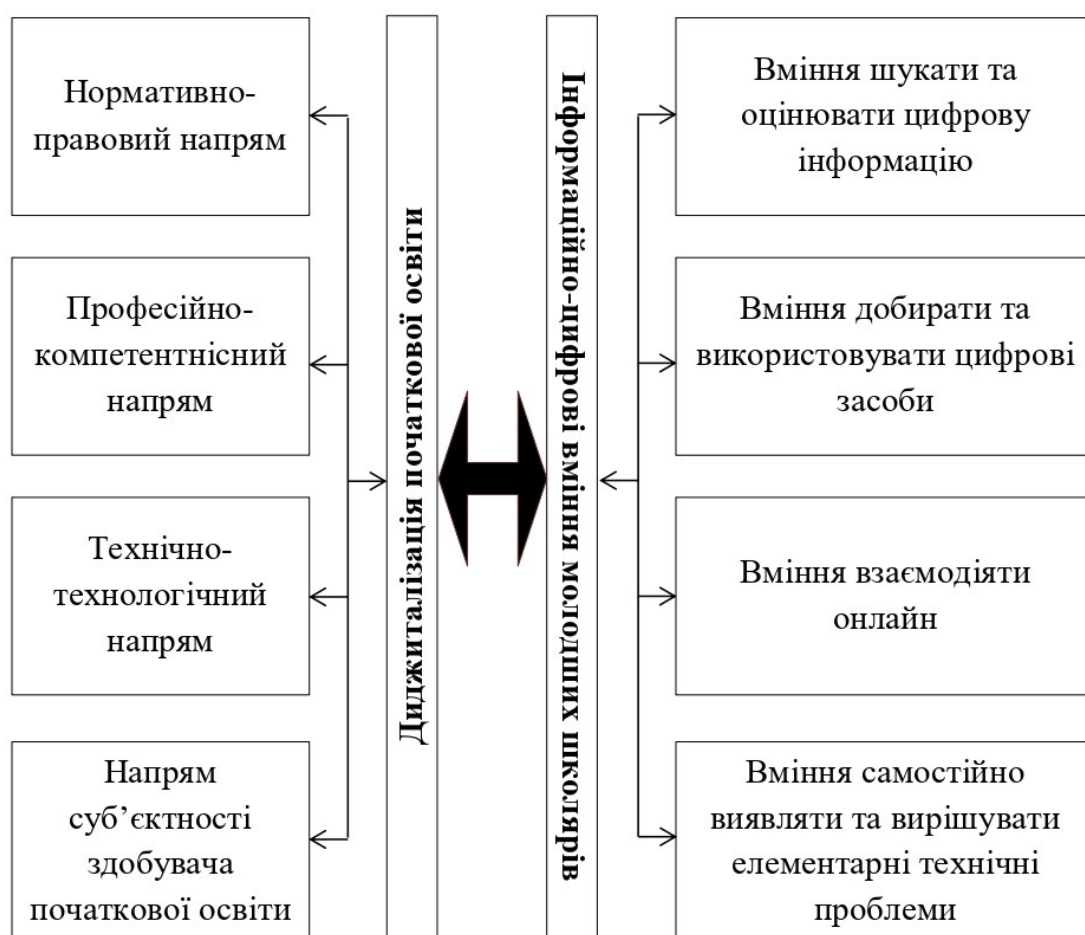 Нормативно-
правовий напрям
Професійно-
компетентнісний
напрям
Технічно-
технологічний
напрям
Напрям
суб’єктності
здобувача
початкової освіти
Диджиталізація початкової освіти
Інформаційно-цифрові вміння молодших школярів
Вміння шукати та
оцінювати цифрову
інформацію
Вміння добирати та
використовувати цифрові
засоби
Вміння взаємодіяти
онлайн
Вміння самостійно
виявляти та вирішувати
елементарні технічні
проблеми